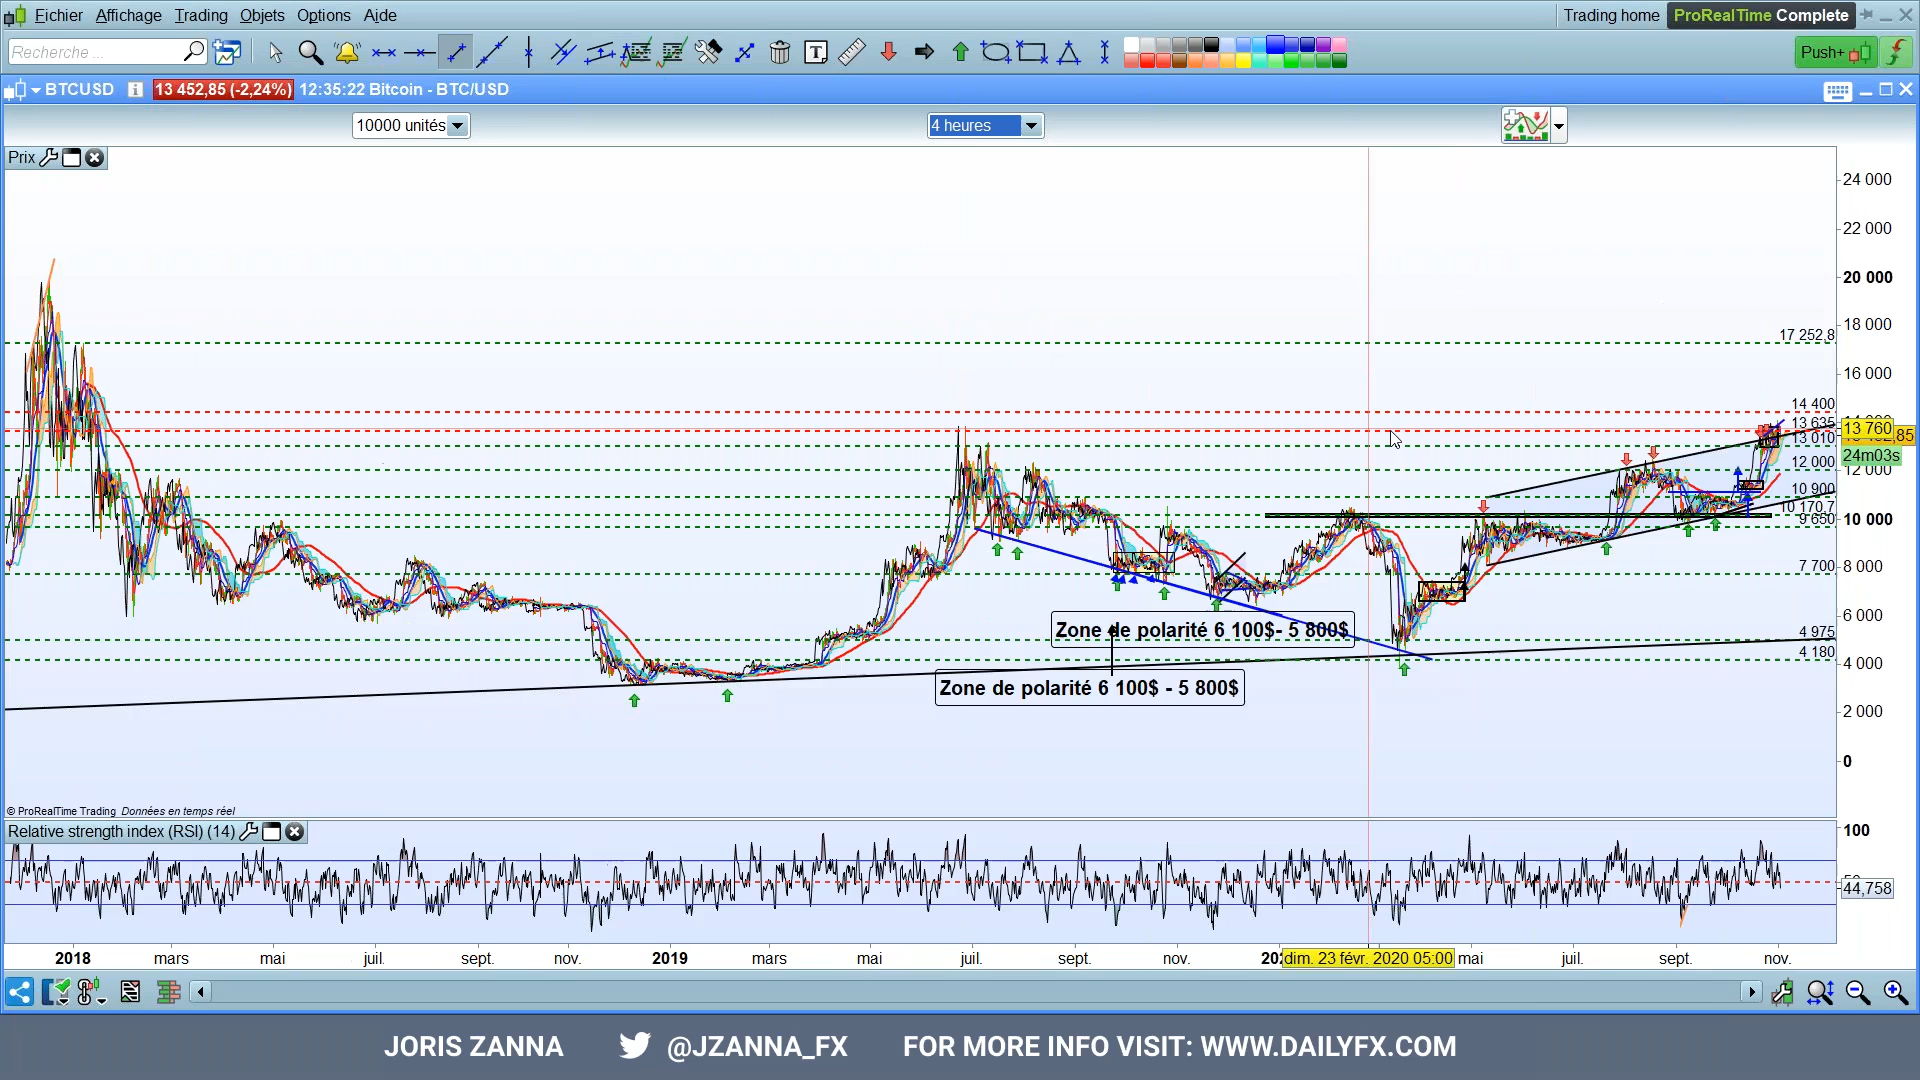 Fichier Affichage Trading Objets Options Aide
Trading home ProRealTime Complete
Recherche ...
T
Push+
BTCUSD i 13 452,85 (-2,24%) 12:35:22 Bitcoin - BTC/USD
10000 unités 4 heures
Prix
24 000
22 000
20 000
18 000
17 252,8
16 000
14 400
13 635
13 760
13 010
24m03s
12 000
12 000
10 900
10 170,7
9 650
10 000
8 000
7 700
6 000
Zone de polarité 6 100$- 5 800$
4 975
4 180
4 000
Zone de polarité 6 100$ - 5 800$
2 000
0
© ProRealTime Trading Données en temps réel
Relative strength index (RSI) (14)
100
44,758
2018 mars mai juil. sept. nov. 2019 mars mai juil. sept. nov. dim. 23 févr. 2020 05:00 mai juil. sept. nov.
JORIS ZANNA @JZANNA_FX FOR MORE INFO VISIT: WWW.DAILYFX.COM